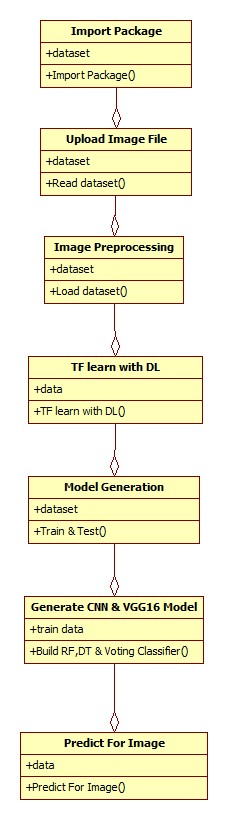 Import Package
+dataset
+Import Package()
Upload Image File
+dataset
+Read dataset()
Image Preprocessing
+dataset
+Load dataset()
TF learn with DL
+data
+TF learn with DL()
Model Generation
+dataset
+Train & Test()
Generate CNN & VGG16 Model
+train data
+Build RF,DT & Voting Classifier()
Predict For Image
+data
+Predict For Image()